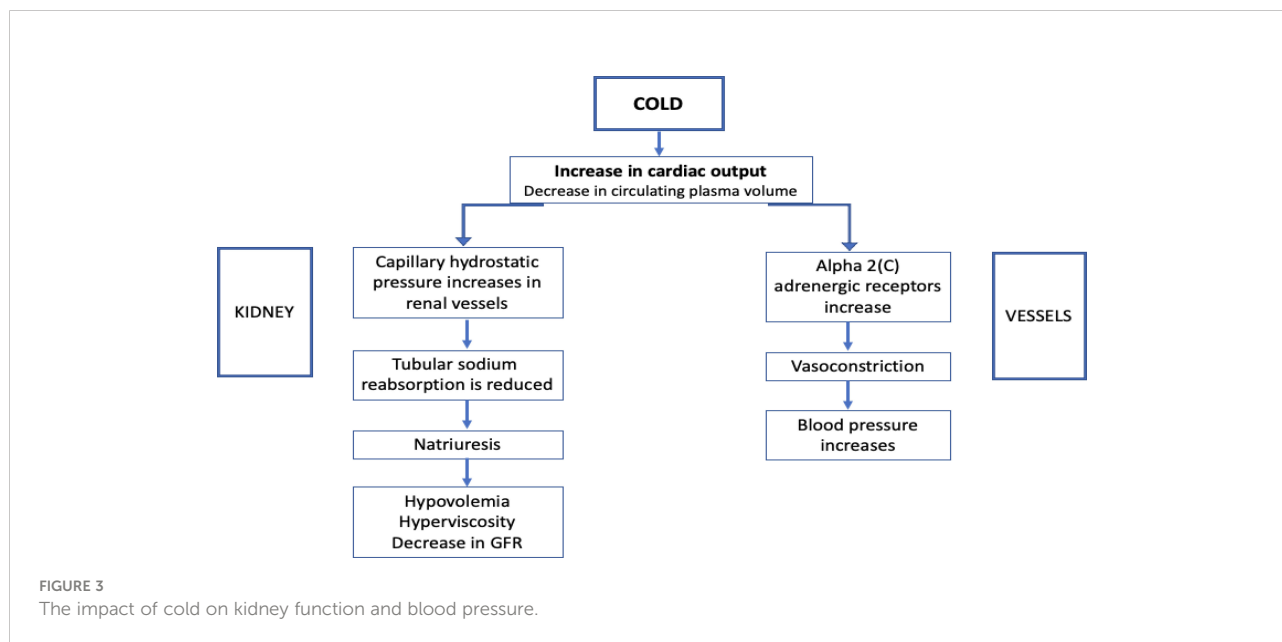 COLD
Increase in cardiac output
Decrease in circulating plasma volume
KIDNEY
Capillary hydrostatic
pressure increases in
renal vessels
Tubular sodium
reabsorption is reduced
Natriuresis
Hypovolemia
Hyperviscosity
Decrease in GFR
Alpha 2(C)
adrenergic receptors
increase
Vasoconstriction
Blood pressure
increases
VESSELS
FIGURE 3
The impact of cold on kidney function and blood pressure.